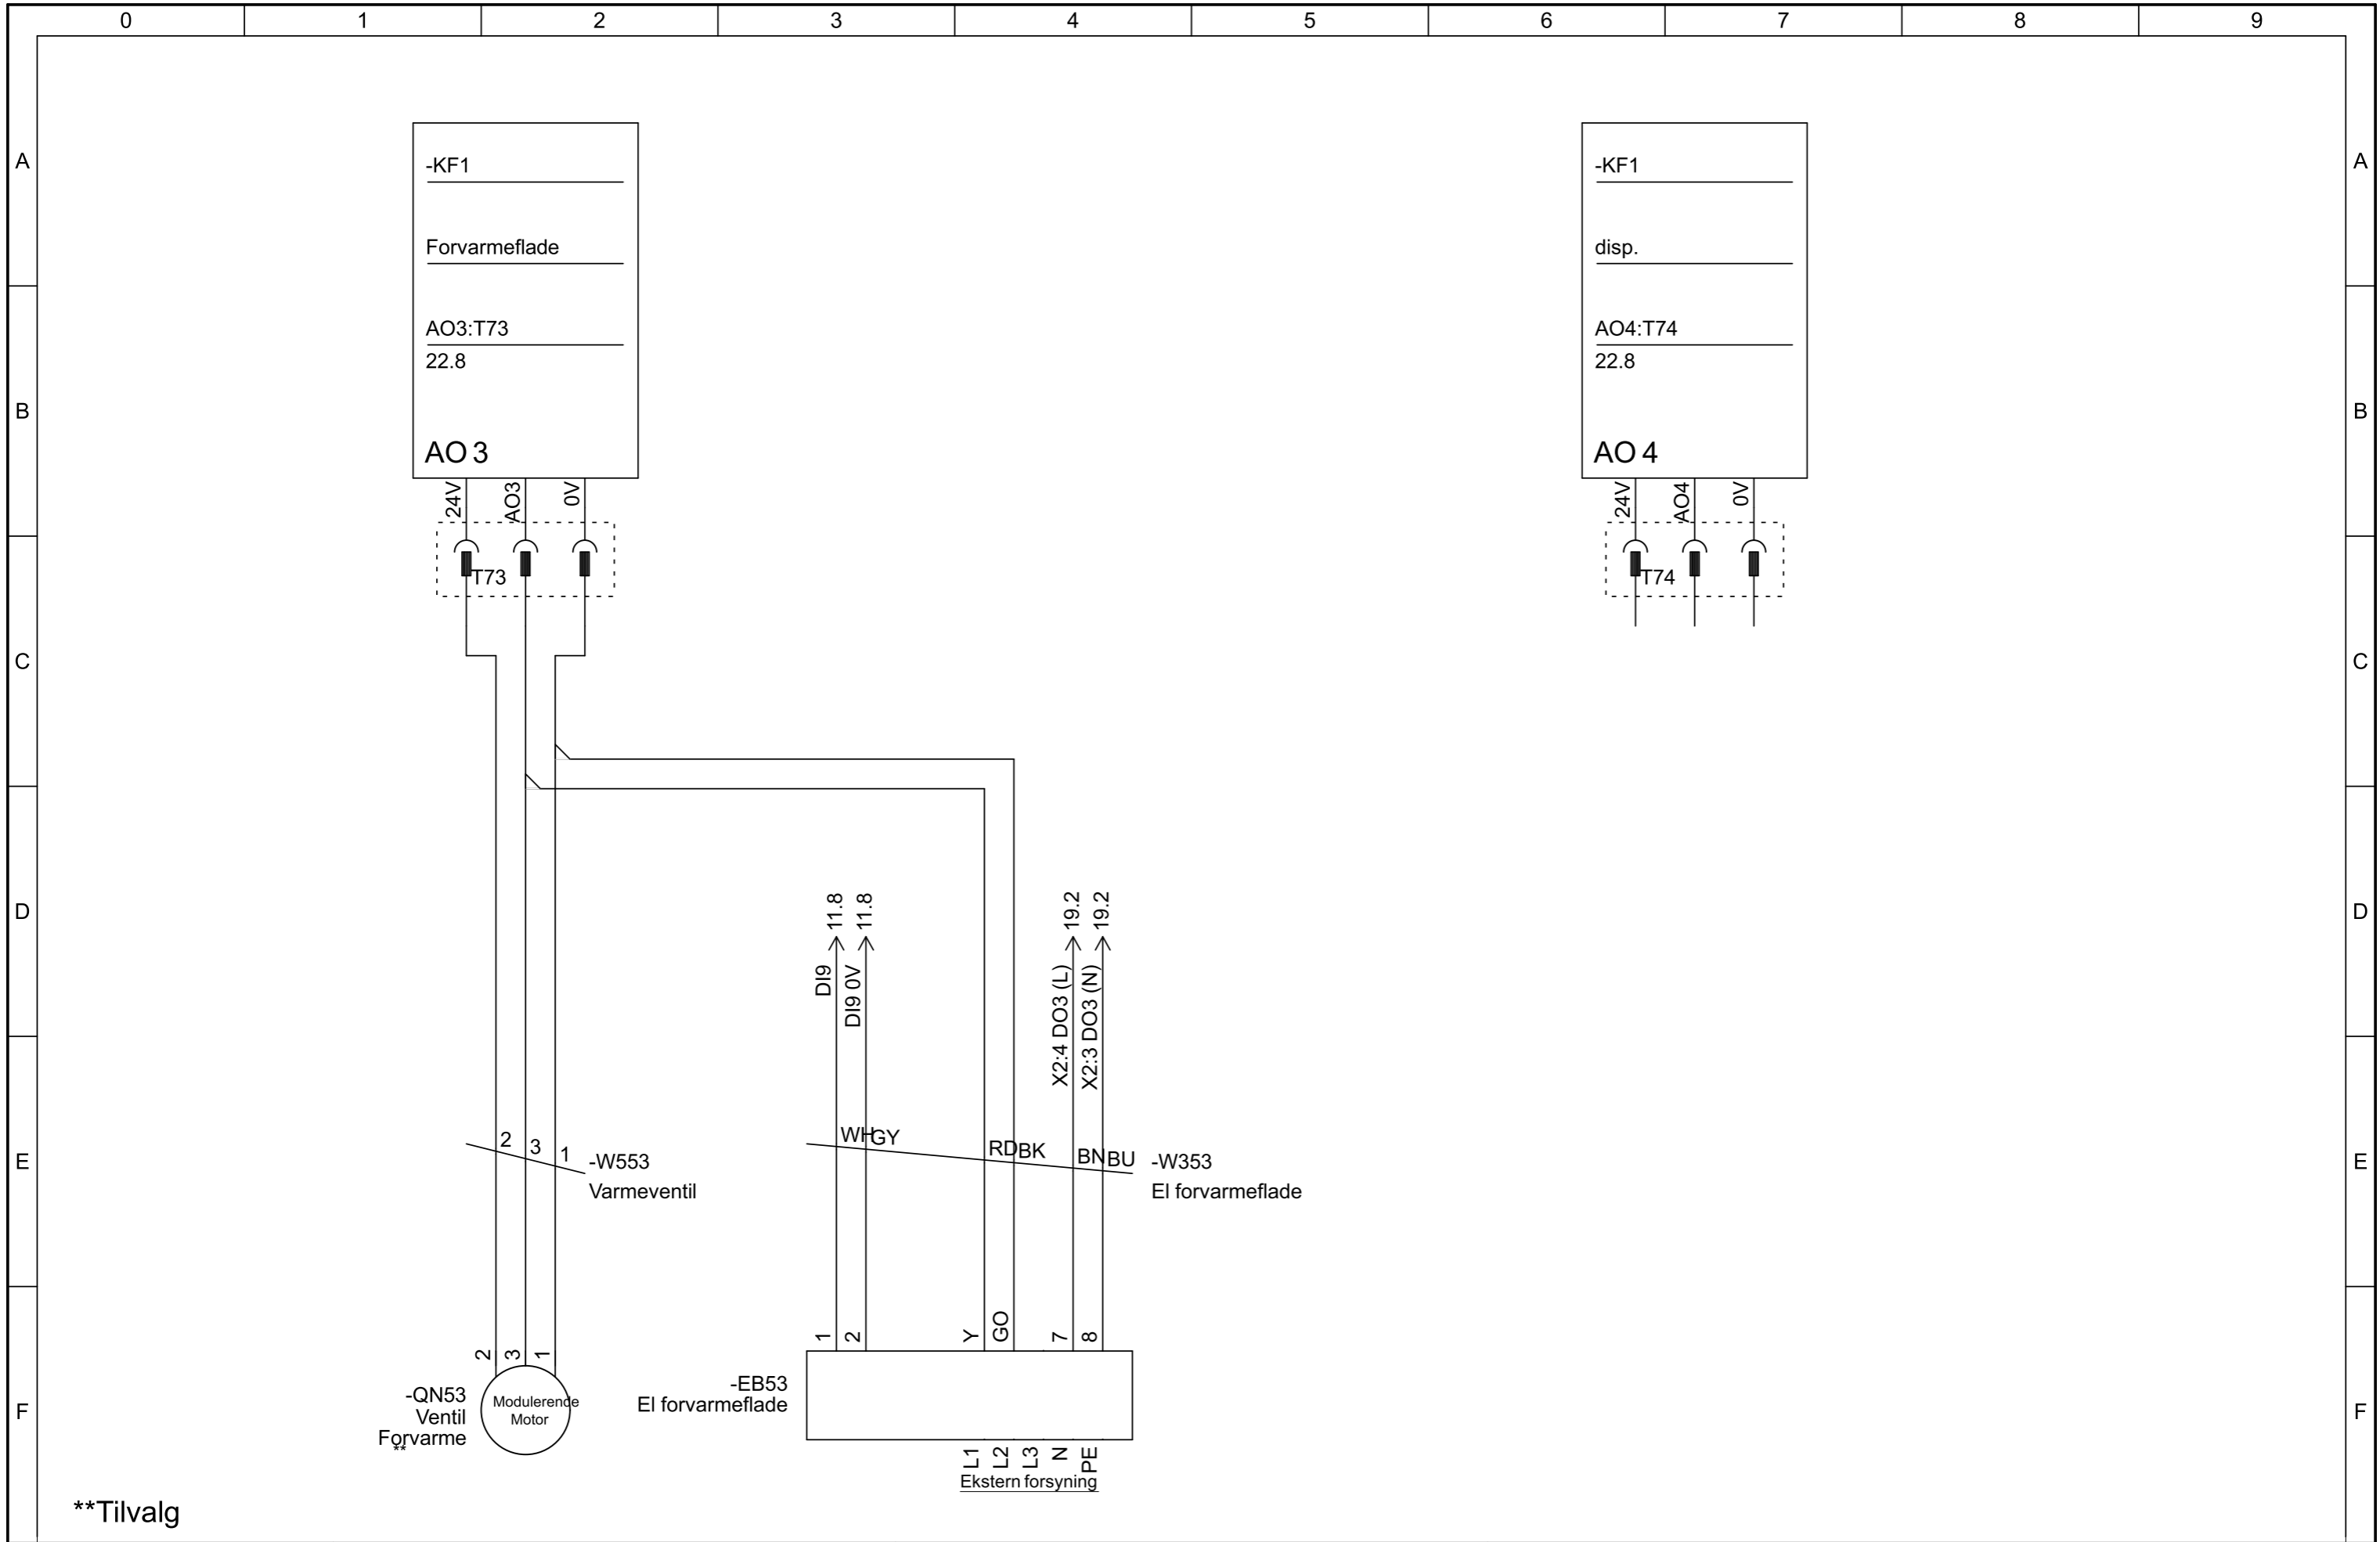 0 1 2 3 4 5 6 7 8 9
A A
-KF1 -KF1
Forvarmeflade disp.
AO3:T73 AO4:T74
22.8 22.8
B B
AO 3 AO 4
24V AO3 0V 24V AO4 0V
T73 T74
C C
11.8 11.8 19.2 19.2
D D
DI9 DI9 0V X2:4 DO3 (L) X2:3 DO3 (N)
2 3 1 WH GY RD BK BN BU
E E
-W553 -W353
Varmeventil El forvarmeflade
2 3 1 1 2 Y GO 7 8
-QN53 Modulerende -EB53
Ventil Motor El forvarmeflade
Forvarme
**
F F
L1 L2 L3 N PE
Ekstern forsyning
**Tilvalg